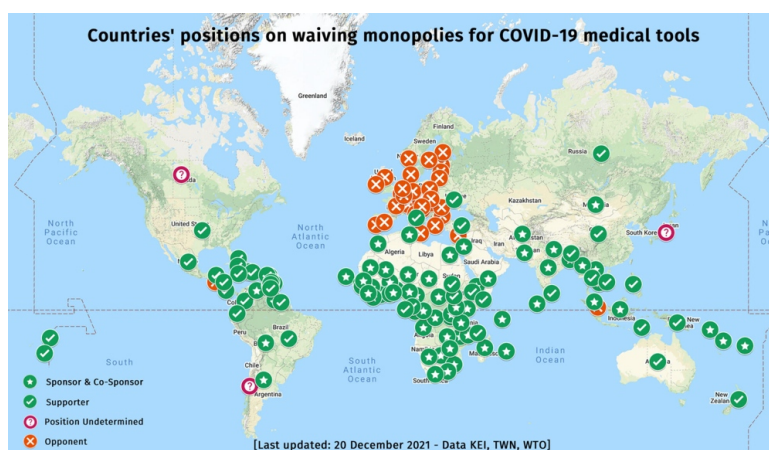 Countries' positions on waiving monopolies for COVID-19 medical tools
Greenland
Iceland
Sweden
Finland
Russia
Kazakhstan
North
Pacific
Ocean
North
Atlantic
Ocean
South Korea
Iraq
Iran
Algeria
Libya
Saudi Arabia
Brazil
Peru
Indonesia
Indian
Ocean
South
South
Atlantic
Ocean
Chile
Argentina
New
Zealand
Sponsor & Co-Sponsor
Supporter
Position Undetermined
Opponent
[Last updated: 20 December 2021 - Data KEI, TWN, WTO]